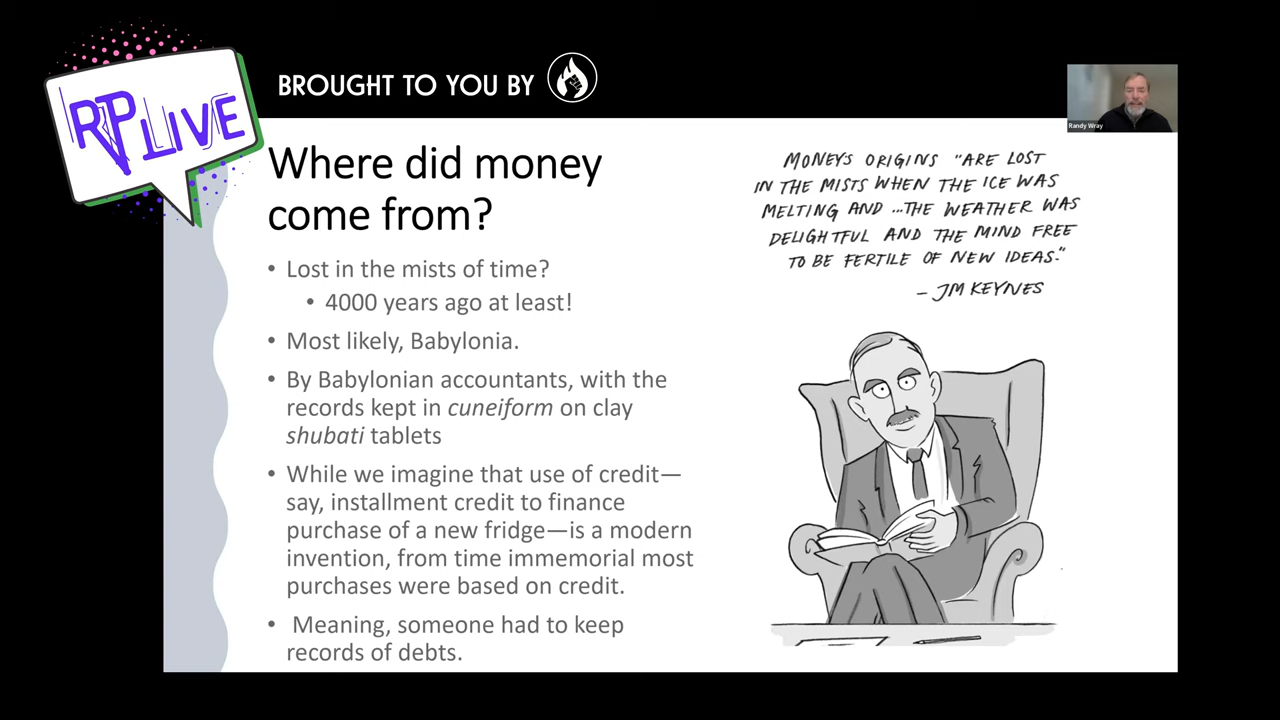 RP LIVE
BROUGHT TO YOU BY
Randy Wray
Where did money
come from?
• Lost in the mists of time?
• 4000 years ago at least!
• Most likely, Babylonia.
• By Babylonian accountants, with the
records kept in cuneiform on clay
shubati tablets
• While we imagine that use of credit—
say, installment credit to finance
purchase of a new fridge—is a modern
invention, from time immemorial most
purchases were based on credit.
• Meaning, someone had to keep
records of debts.
MONEY'S ORIGINS "ARE LOST
IN THE MISTS WHEN THE ICE WAS
MELTING AND ...THE WEATHER WAS
DELIGHTFUL AND THE MIND FREE
TO BE FERTILE OF NEW IDEAS."
– JM KEYNES